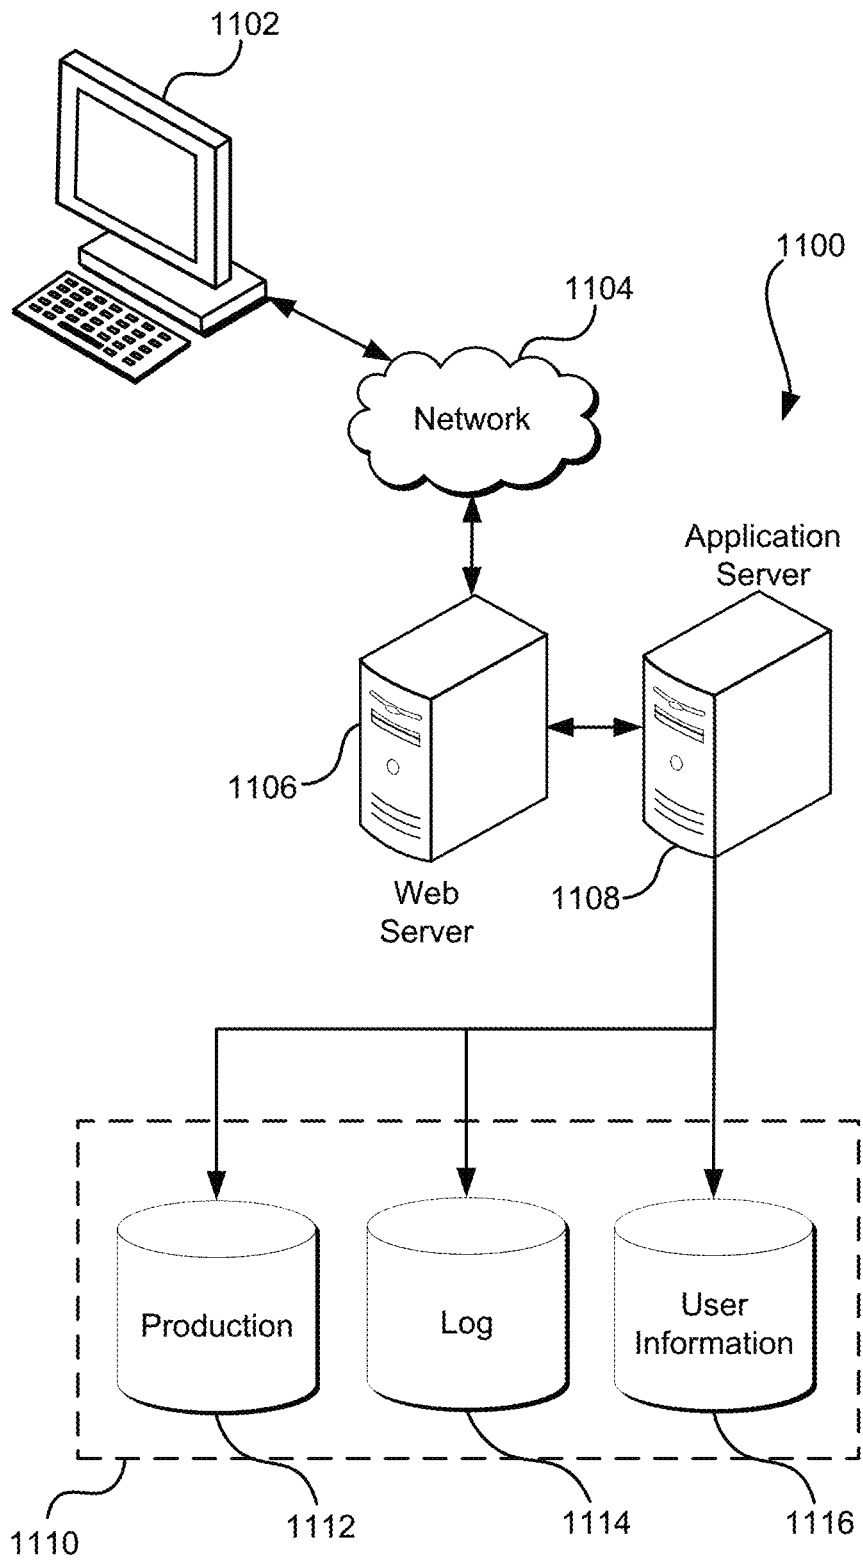 1102
1100
1104
Network
Application
Server
1106
1108
Web
Server
Production
Log
User
Information
1110
1112
1114
1116